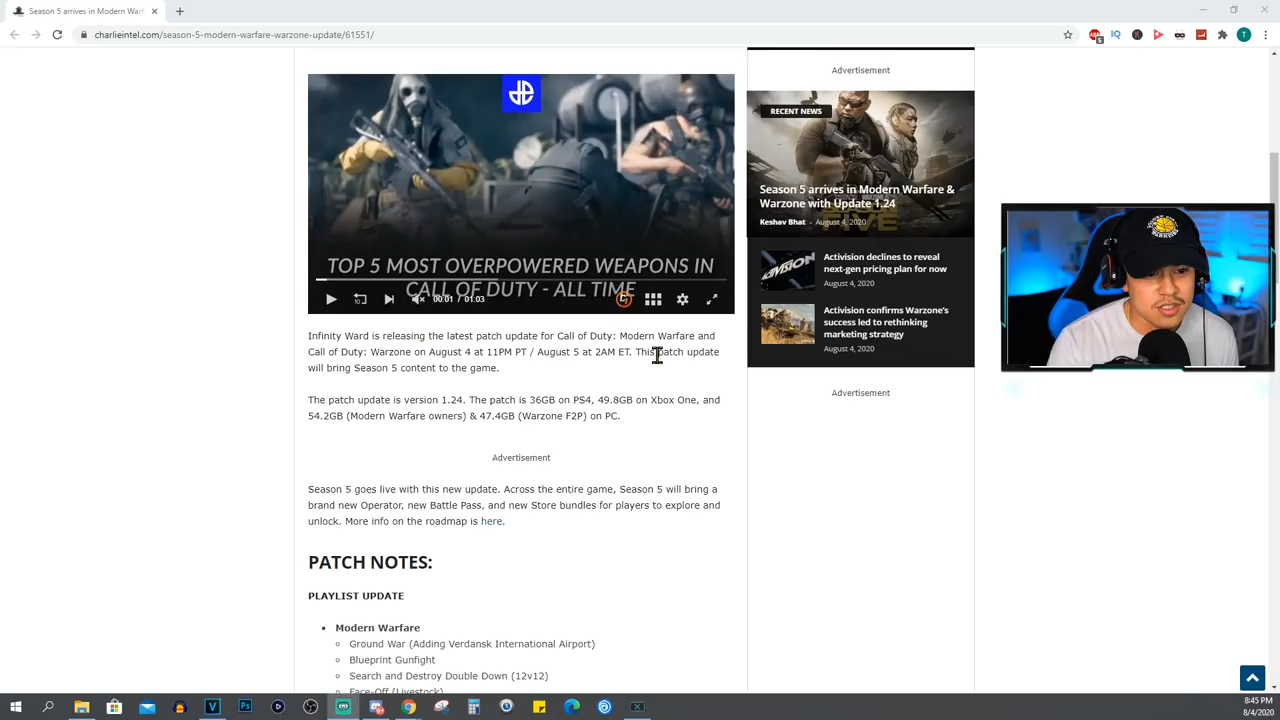 Season 5 arrives in Modern Warf
charlieintel.com/season-5-modern-warfare-warzone-update/61551/
TOP 5 MOST OVERPOWERED WEAPONS IN
CALL OF DUTY - ALL TIME
00:01 / 01:03
Infinity Ward is releasing the latest patch update for Call of Duty: Modern Warfare and
Call of Duty: Warzone on August 4 at 11PM PT / August 5 at 2AM ET. This patch update
will bring Season 5 content to the game.
The patch update is version 1.24. The patch is 36GB on PS4, 49.8GB on Xbox One, and
54.2GB (Modern Warfare owners) & 47.4GB (Warzone F2P) on PC.
Advertisement
Season 5 goes live with this new update. Across the entire game, Season 5 will bring a
brand new Operator, new Battle Pass, and new Store bundles for players to explore and
unlock. More info on the roadmap is here.
PATCH NOTES:
PLAYLIST UPDATE
Modern Warfare
Ground War (Adding Verdansk International Airport)
Blueprint Gunfight
Search and Destroy Double Down (12v12)
Face-Off (Livestock)
Advertisement
RECENT NEWS
Season 5 arrives in Modern Warfare &
Warzone with Update 1.24
Keshav Bhat - August 4, 2020
Activision declines to reveal
next-gen pricing plan for now
August 4, 2020
Activision confirms Warzone's
success led to rethinking
marketing strategy
August 4, 2020
Advertisement
8:45 PM
8/4/2020